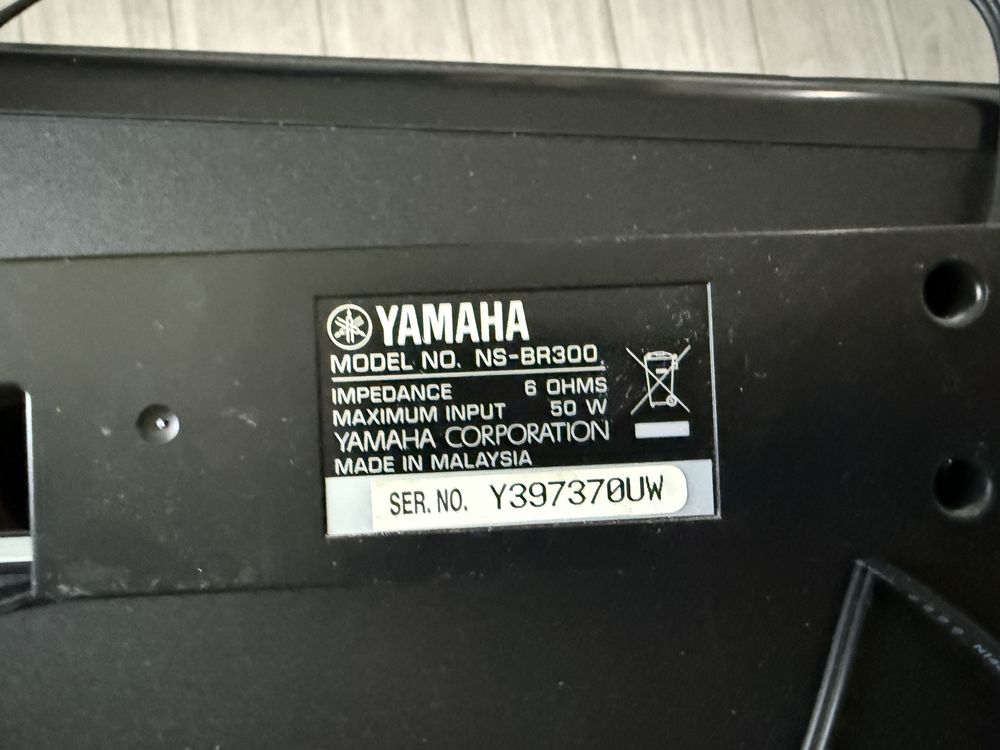 YAMAHA
MODEL NO. NS-BR300
IMPEDANCE 6 OHMS
MAXIMUM INPUT 50 W
YAMAHA CORPORATION
MADE IN MALAYSIA
SER. NO. Y397370UW